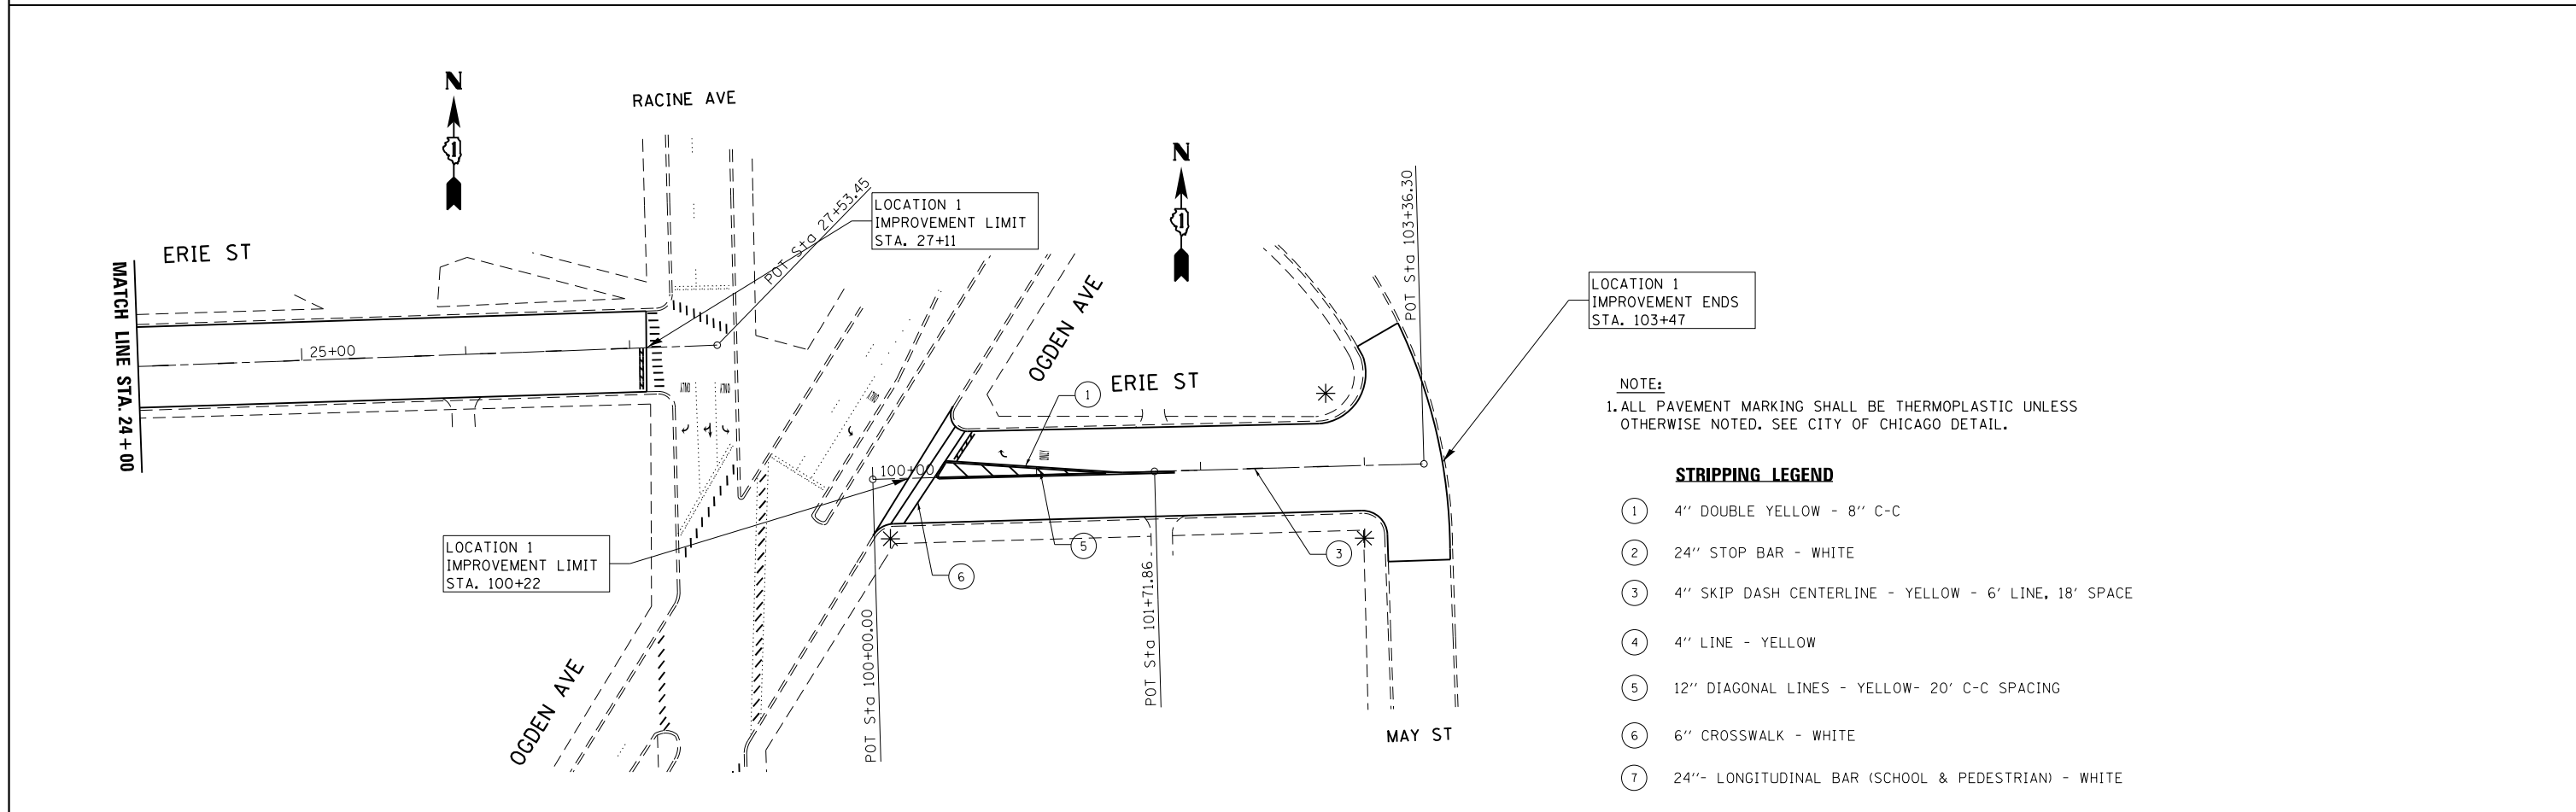 N
RACINE AVE
N
ERIE ST
MATCH LINE STA. 24+00
25+00
POT Sta 27+53.45
LOCATION 1
IMPROVEMENT LIMIT
STA. 27+11
ONLY
ONLY
ONLY
OGDEN AVE
ERIE ST
1
ONLY
100+00
POT Sta 103+36.30
LOCATION 1
IMPROVEMENT ENDS
STA. 103+47
LOCATION 1
IMPROVEMENT LIMIT
STA. 100+22
5
3
6
POT Sta 100+00.00
POT Sta 101+71.86
OGDEN AVE
MAY ST
NOTE:
1. ALL PAVEMENT MARKING SHALL BE THERMOPLASTIC UNLESS
OTHERWISE NOTED. SEE CITY OF CHICAGO DETAIL.
STRIPPING LEGEND
1 4'' DOUBLE YELLOW - 8'' C-C
2 24'' STOP BAR - WHITE
3 4'' SKIP DASH CENTERLINE - YELLOW - 6' LINE, 18' SPACE
4 4'' LINE - YELLOW
5 12'' DIAGONAL LINES - YELLOW- 20' C-C SPACING
6 6'' CROSSWALK - WHITE
7 24''- LONGITUDINAL BAR (SCHOOL & PEDESTRIAN) - WHITE